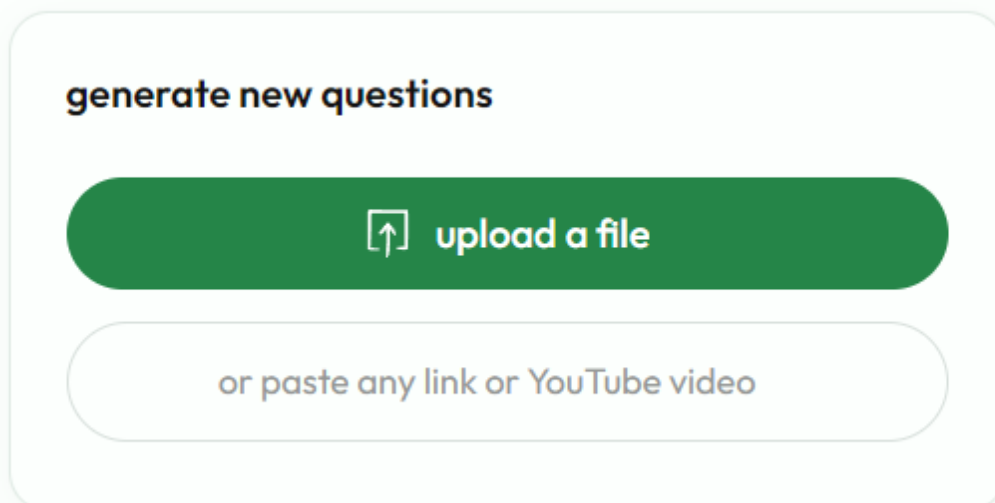 generate new questions
upload a file
or paste any link or YouTube video